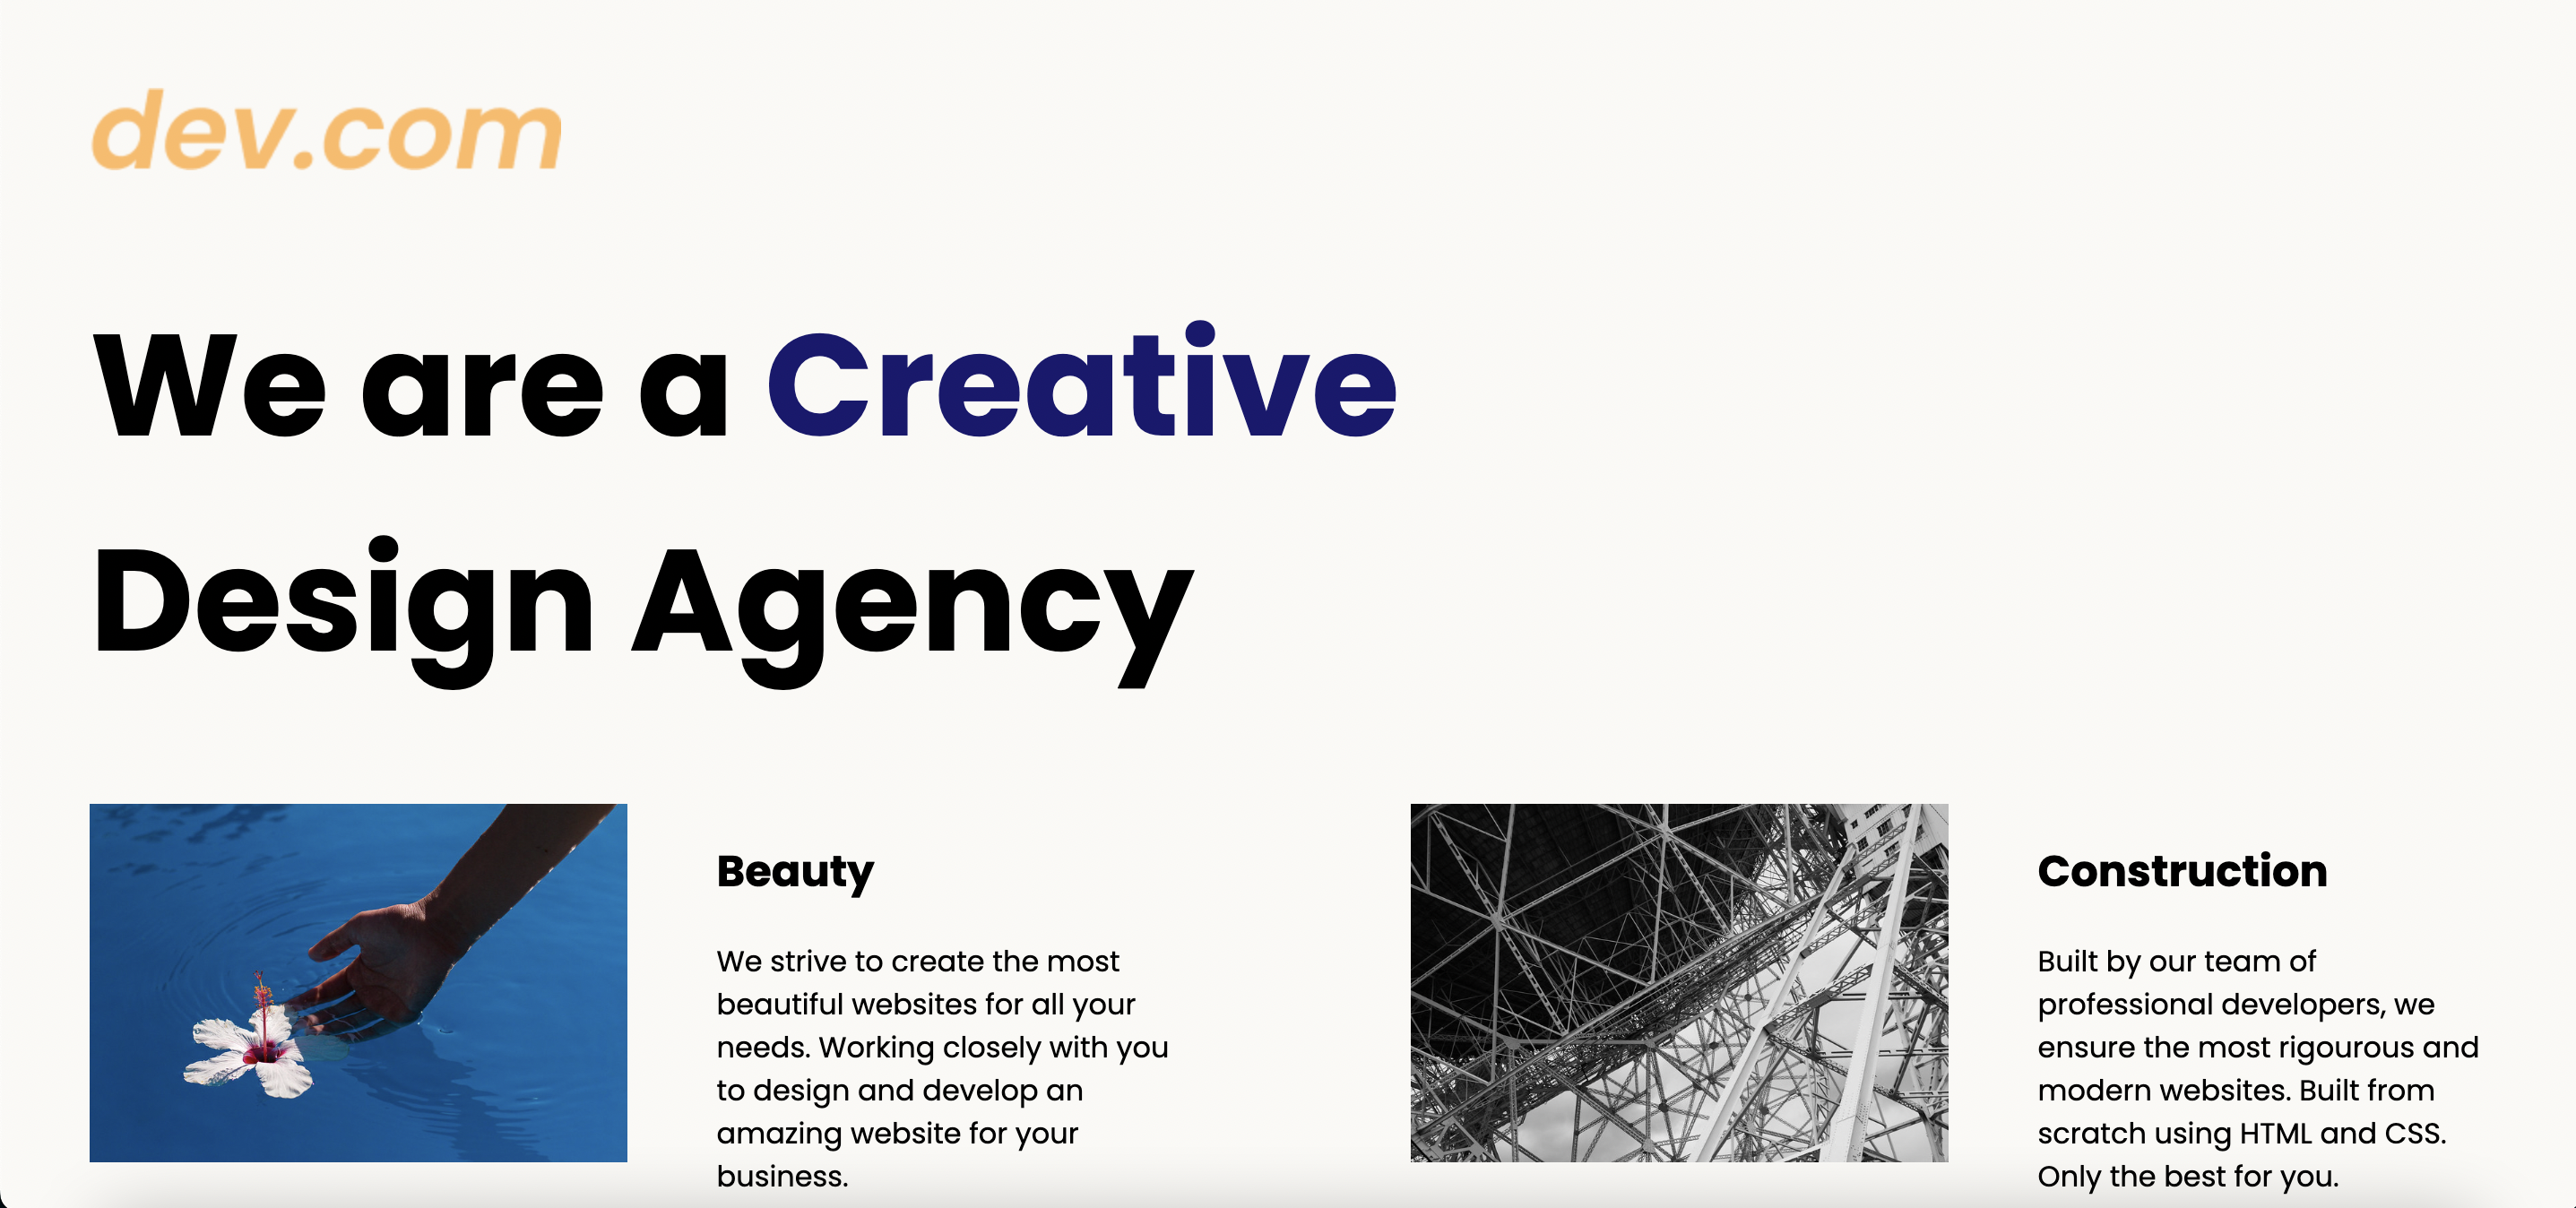 dev.com
We are a Creative
Design Agency
Beauty
We strive to create the most
beautiful websites for all your
needs. Working closely with you
to design and develop an
amazing website for your
business.
Construction
Built by our team of
professional developers, we
ensure the most rigourous and
modern websites. Built from
scratch using HTML and CSS.
Only the best for you.